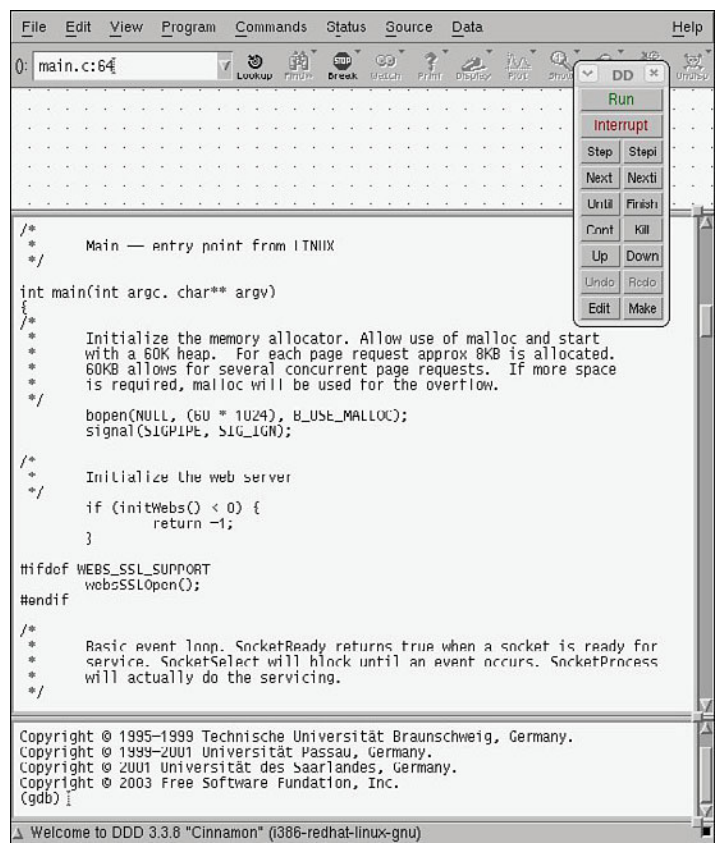 File Edit View Program Commands Status Source Data Help
(): main.c:64
Lookup Find» Break Watch Print Display Plot Undisp
DD
Run
Interrupt
Step Stepi
Next Nexti
Until Finish
Cont Kill
Up Down
Undo Redo
Edit Make
/*
* Main — entry point from LINUX
*/
int main(int argc, char** argv)
{
/*
* Initialize the memory allocator. Allow use of malloc and start
* with a 60K heap. For each page request approx 8KB is allocated.
* 60KB allows for several concurrent page requests. If more space
* is required, malloc will be used for the overflow.
*/
bopen(NULL, (60 * 1024), B_USE_MALLOC);
signal(SIGPIPE, SIG_IGN);
/*
* Initialize the web server
*/
if (initWebs() < 0) {
return —1;
}
#ifdef WEBS_SSL_SUPPORT
websSSLOpen();
#endif
/*
* Basic event loop. SocketReady returns true when a socket is ready for
* service. SocketSelect will block until an event occurs. SocketProcess
* will actually do the servicing.
*/
Copyright © 1995—1999 Technische Universität Braunschweig, Germany.
Copyright © 1999—2001 Universität Passau, Germany.
Copyright © 2001 Universität des Saarlandes, Germany.
Copyright © 2003 Free Software Fundation, Inc.
(gdb)
Welcome to DDD 3.3.8 "Cinnamon" (i386-redhat-linux-gnu)